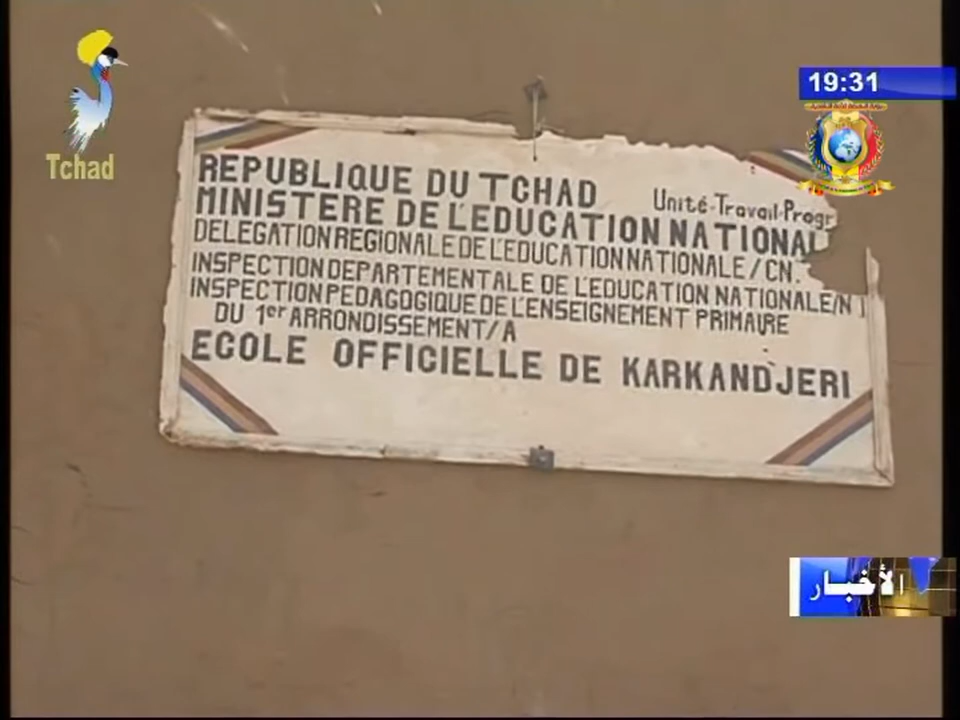 Tchad
19:31
REPUBLIQUE DU TCHAD
Unité-Travail-Progr
MINISTERE DE L'EDUCATION NATIONAL
DELEGATION REGIONALE DE L'EDUCATION NATIONALE/CN.
INSPECTION DEPARTEMENTALE DE L'EDUCATION NATIONALE/N
INSPECTION PEDAGOGIQUE DE L'ENSEIGNEMENT PRIMAIRE
DU 1er ARRONDISSEMENT/A
ECOLE OFFICIELLE DE KARKANDJERI
الأخبار